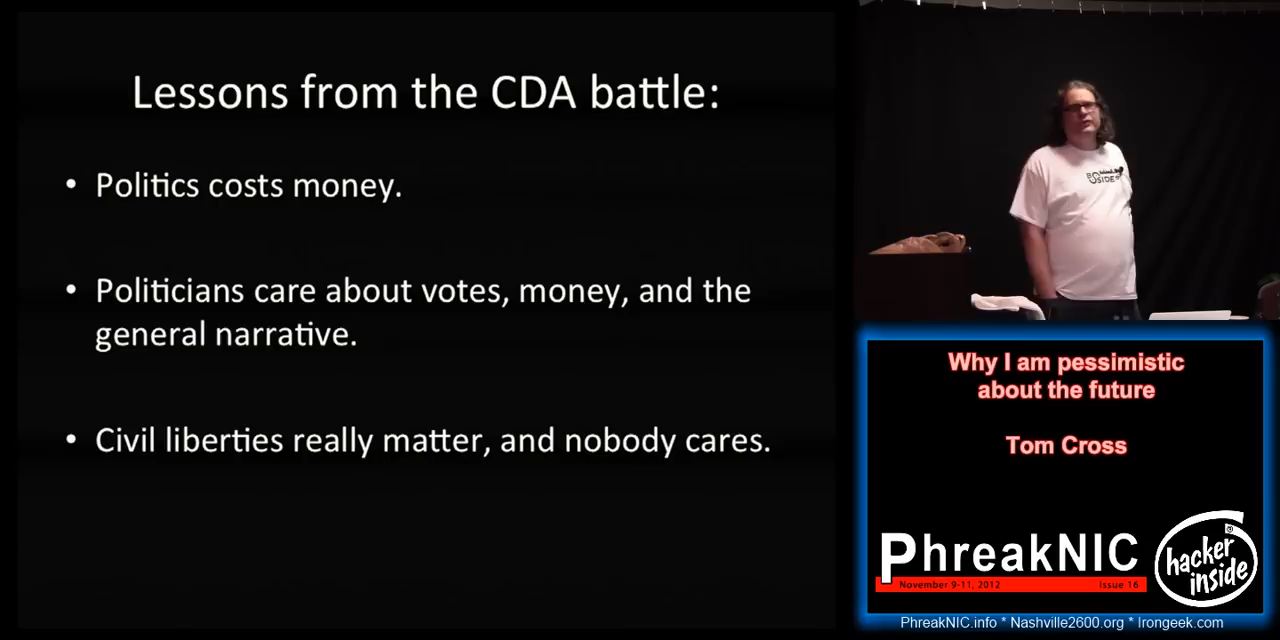 Lessons from the CDA battle:
• Politics costs money.
• Politicians care about votes, money, and the
general narrative.
• Civil liberties really matter, and nobody cares.
SIDE
Why I am pessimistic
about the future
Tom Cross
PhreakNIC
November 9-11, 2012
Issue 16
hacker
inside
PhreakNIC.info * Nashville2600.org * Irongeek.com